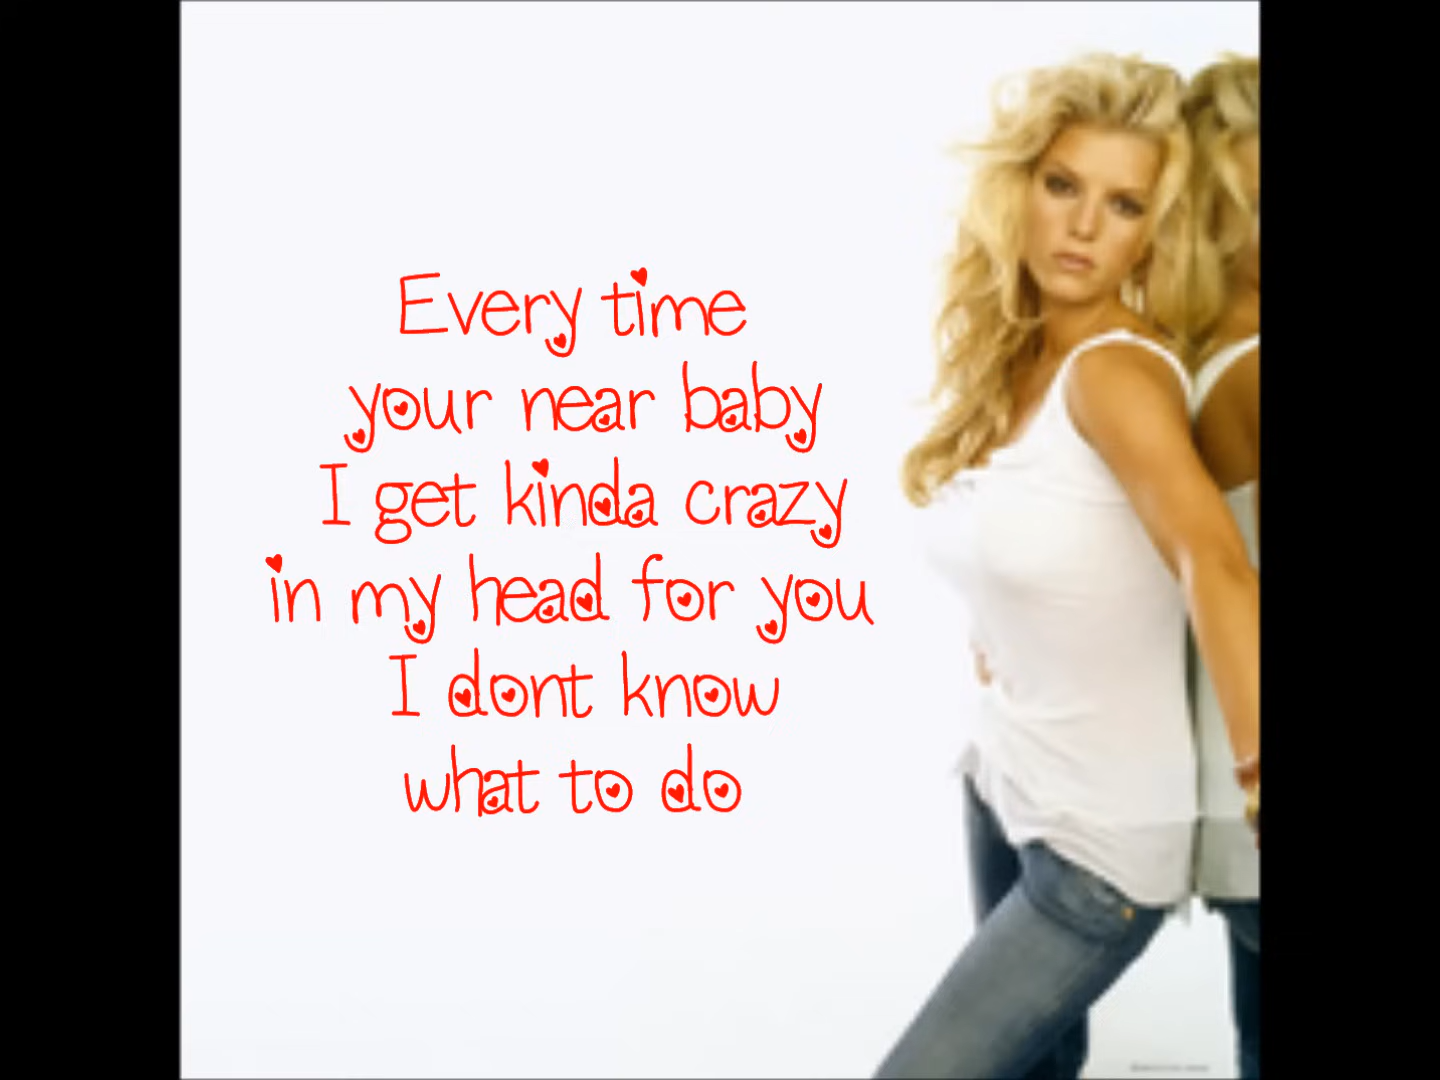 Every time
your near baby
I get kinda crazy
in my head for you
I dont know
what to do